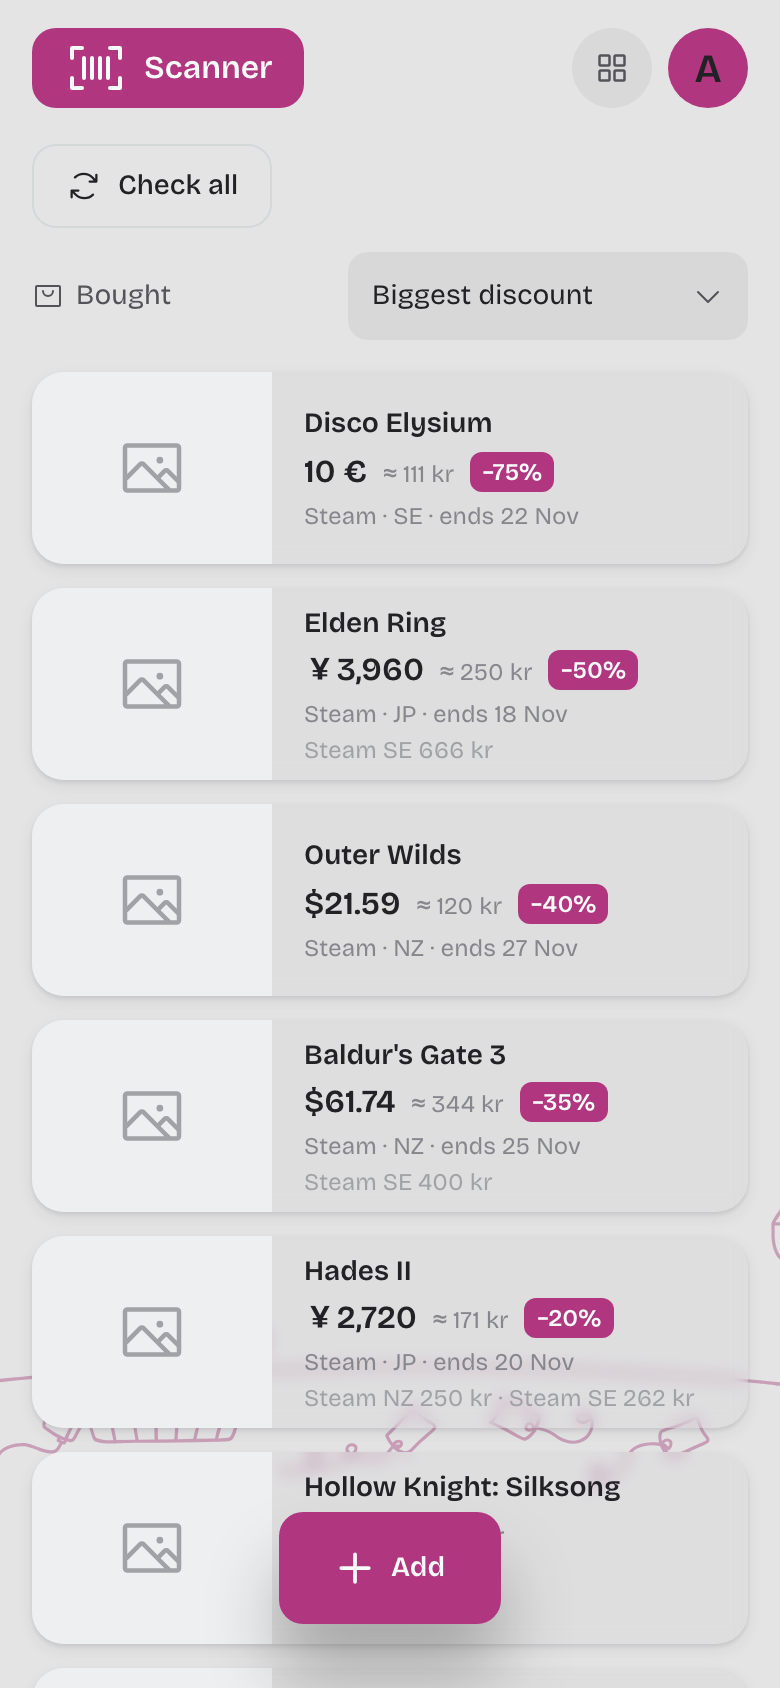 Scanner
A
Check all
Bought
Biggest discount
Disco Elysium
10 € ≈ 111 kr −75%
Steam · SE · ends 22 Nov
Elden Ring
¥ 3,960 ≈ 250 kr −50%
Steam · JP · ends 18 Nov
Steam SE 666 kr
Outer Wilds
$21.59 ≈ 120 kr −40%
Steam · NZ · ends 27 Nov
Baldur's Gate 3
$61.74 ≈ 344 kr −35%
Steam · NZ · ends 25 Nov
Steam SE 400 kr
Hades II
¥ 2,720 ≈ 171 kr −20%
Steam · JP · ends 20 Nov
Steam NZ 250 kr · Steam SE 262 kr
Hollow Knight: Silksong
Add